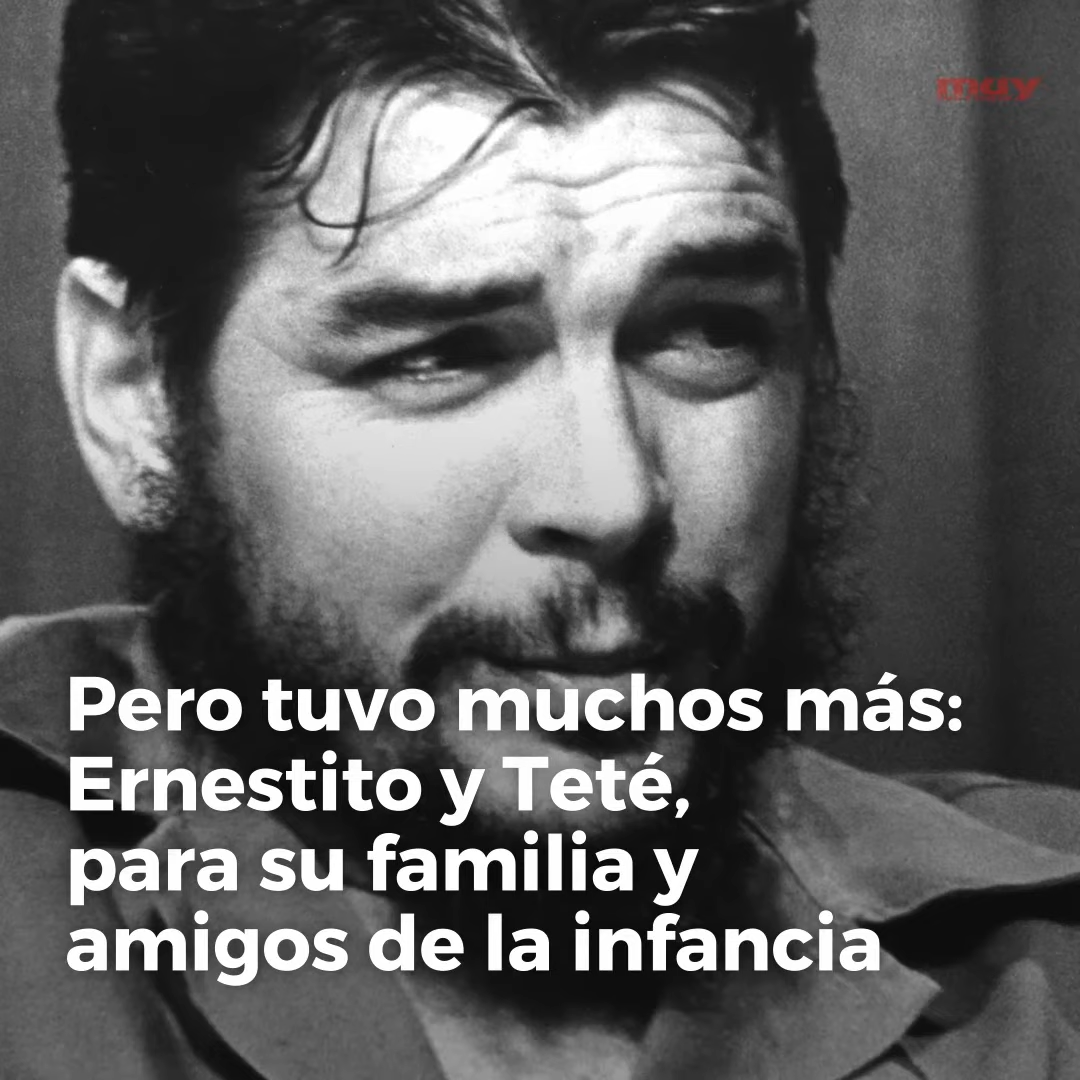 muy
Pero tuvo muchos más:
Ernestito y Teté,
para su familia y
amigos de la infancia